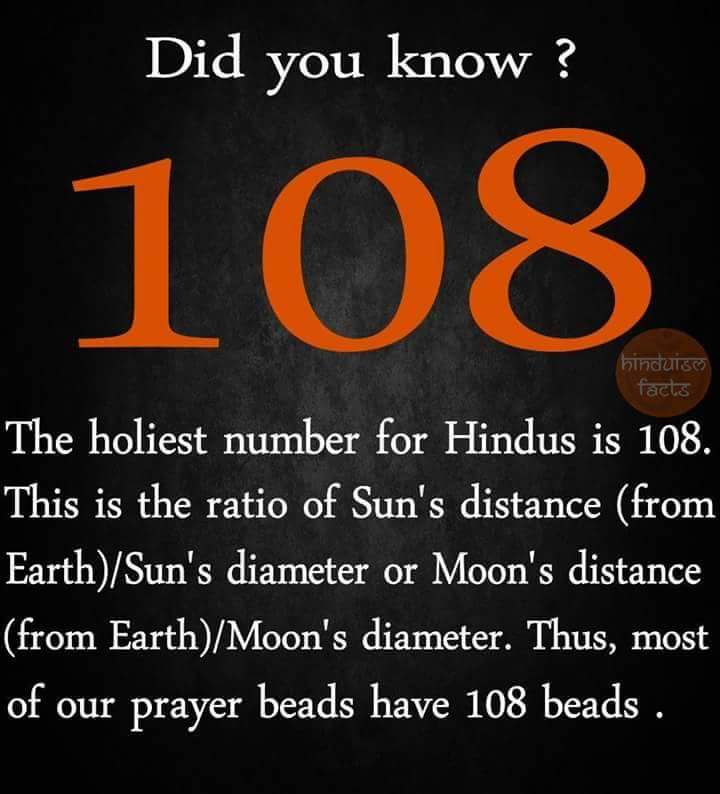 Did you know ?
108
hinduism
facts
The holiest number for Hindus is 108.
This is the ratio of Sun's distance (from
Earth)/Sun's diameter or Moon's distance
(from Earth)/Moon's diameter. Thus, most
of our prayer beads have 108 beads .